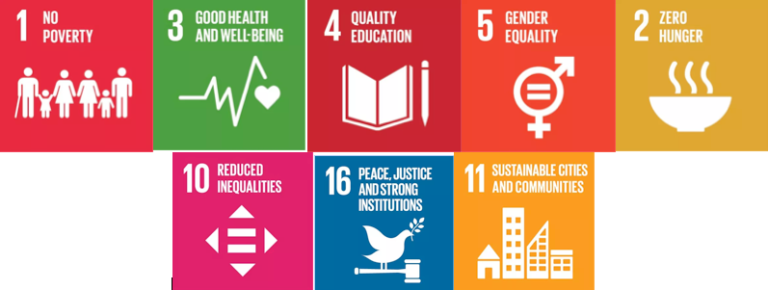 1 NO
POVERTY
3 GOOD HEALTH
AND WELL-BEING
4 QUALITY
EDUCATION
5 GENDER
EQUALITY
2 ZERO
HUNGER
10 REDUCED
INEQUALITIES
16 PEACE, JUSTICE
AND STRONG
INSTITUTIONS
11 SUSTAINABLE CITIES
AND COMMUNITIES